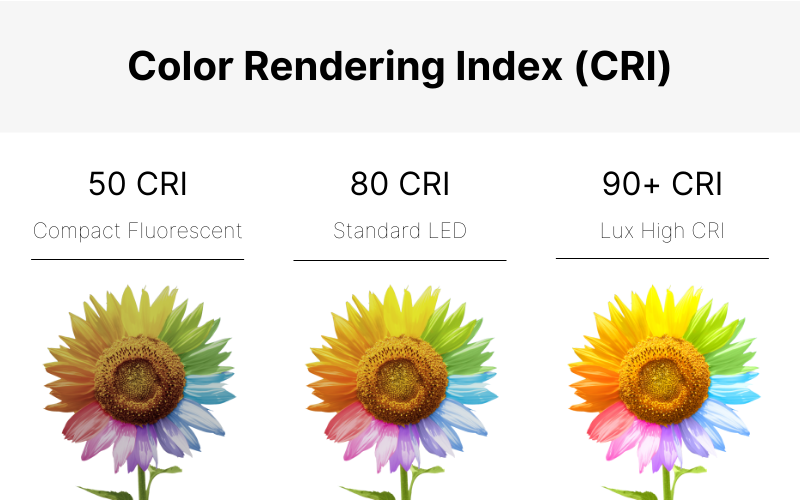 Color Rendering Index (CRI)
50 CRI
Compact Fluorescent
80 CRI
Standard LED
90+ CRI
Lux High CRI